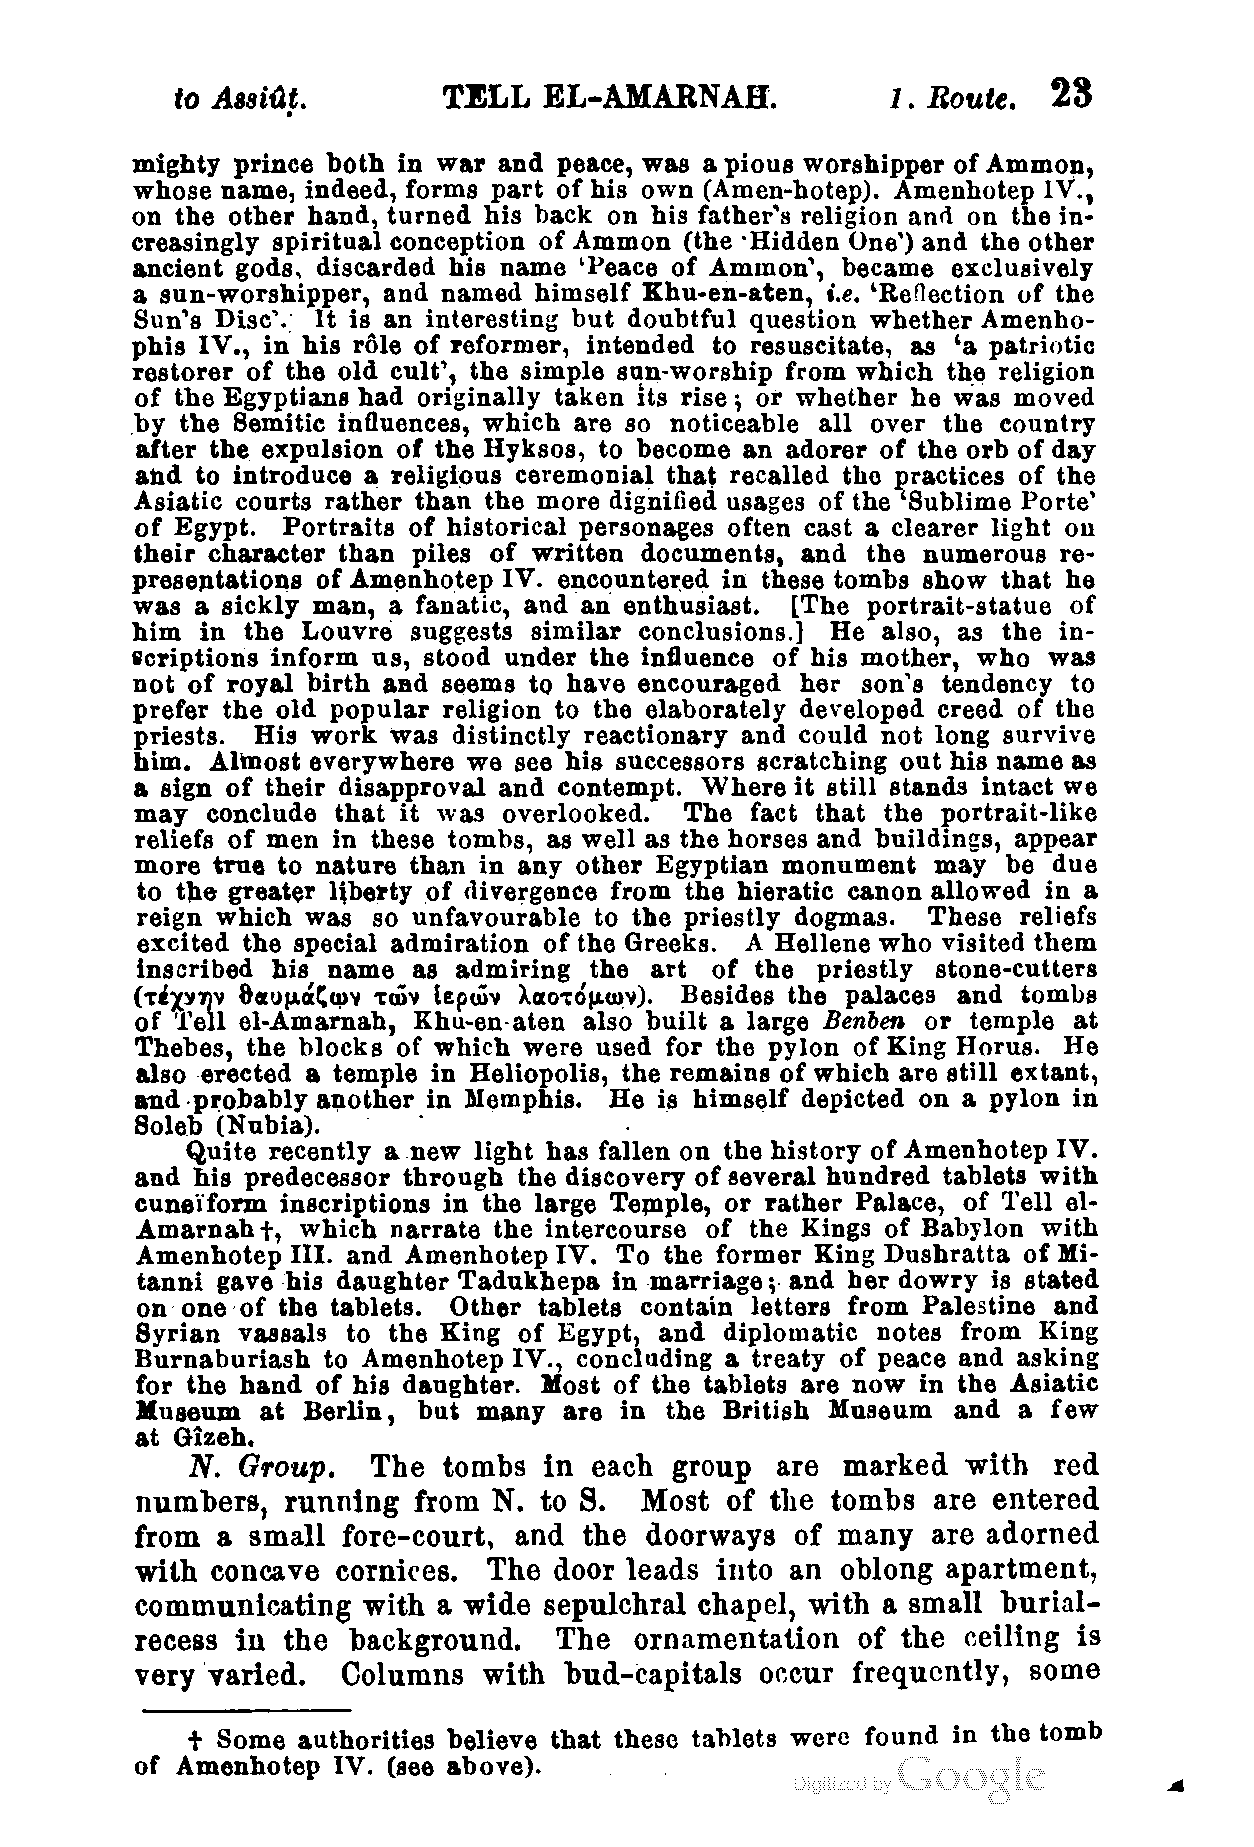 to Assiûṭ. TELL EL-AMARNAH. 1. Route. 23
mighty prince both in war and peace, was a pious worshipper of Ammon,
whose name, indeed, forms part of his own (Amen-hotep). Amenhotep IV.,
on the other hand, turned his back on his father's religion and on the in-
creasingly spiritual conception of Ammon (the 'Hidden One') and the other
ancient gods, discarded his name 'Peace of Ammon', became exclusively
a sun-worshipper, and named himself Khu-en-aten, i.e. 'Reflection of the
Sun's Disc'. It is an interesting but doubtful question whether Amenho-
phis IV., in his rôle of reformer, intended to resuscitate, as 'a patriotic
restorer of the old cult', the simple sun-worship from which the religion
of the Egyptians had originally taken its rise; or whether he was moved
by the Semitic influences, which are so noticeable all over the country
after the expulsion of the Hyksos, to become an adorer of the orb of day
and to introduce a religious ceremonial that recalled the practices of the
Asiatic courts rather than the more dignified usages of the 'Sublime Porte'
of Egypt. Portraits of historical personages often cast a clearer light on
their character than piles of written documents, and the numerous re-
presentations of Amenhotep IV. encountered in these tombs show that he
was a sickly man, a fanatic, and an enthusiast. [The portrait-statue of
him in the Louvre suggests similar conclusions.] He also, as the in-
scriptions inform us, stood under the influence of his mother, who was
not of royal birth and seems to have encouraged her son's tendency to
prefer the old popular religion to the elaborately developed creed of the
priests. His work was distinctly reactionary and could not long survive
him. Almost everywhere we see his successors scratching out his name as
a sign of their disapproval and contempt. Where it still stands intact we
may conclude that it was overlooked. The fact that the portrait-like
reliefs of men in these tombs, as well as the horses and buildings, appear
more true to nature than in any other Egyptian monument may be due
to the greater liberty of divergence from the hieratic canon allowed in a
reign which was so unfavourable to the priestly dogmas. These reliefs
excited the special admiration of the Greeks. A Hellene who visited them
inscribed his name as admiring the art of the priestly stone-cutters
(τέχνην θαυμάζων τῶν ἱερῶν λαοτόμων). Besides the palaces and tombs
of Tell el-Amarnah, Khu-en-aten also built a large Benben or temple at
Thebes, the blocks of which were used for the pylon of King Horus. He
also erected a temple in Heliopolis, the remains of which are still extant,
and probably another in Memphis. He is himself depicted on a pylon in
Soleb (Nubia).
Quite recently a new light has fallen on the history of Amenhotep IV.
and his predecessor through the discovery of several hundred tablets with
cuneïform inscriptions in the large Temple, or rather Palace, of Tell el-
Amarnah†, which narrate the intercourse of the Kings of Babylon with
Amenhotep III. and Amenhotep IV. To the former King Dushratta of Mi-
tanni gave his daughter Tadukhepa in marriage; and her dowry is stated
on one of the tablets. Other tablets contain letters from Palestine and
Syrian vassals to the King of Egypt, and diplomatic notes from King
Burnaburiash to Amenhotep IV., concluding a treaty of peace and asking
for the hand of his daughter. Most of the tablets are now in the Asiatic
Museum at Berlin, but many are in the British Museum and a few
at Gîzeh.
N. Group. The tombs in each group are marked with red
numbers, running from N. to S. Most of the tombs are entered
from a small fore-court, and the doorways of many are adorned
with concave cornices. The door leads into an oblong apartment,
communicating with a wide sepulchral chapel, with a small burial-
recess in the background. The ornamentation of the ceiling is
very varied. Columns with bud-capitals occur frequently, some
† Some authorities believe that these tablets were found in the tomb
of Amenhotep IV. (see above).
Digitized by Google